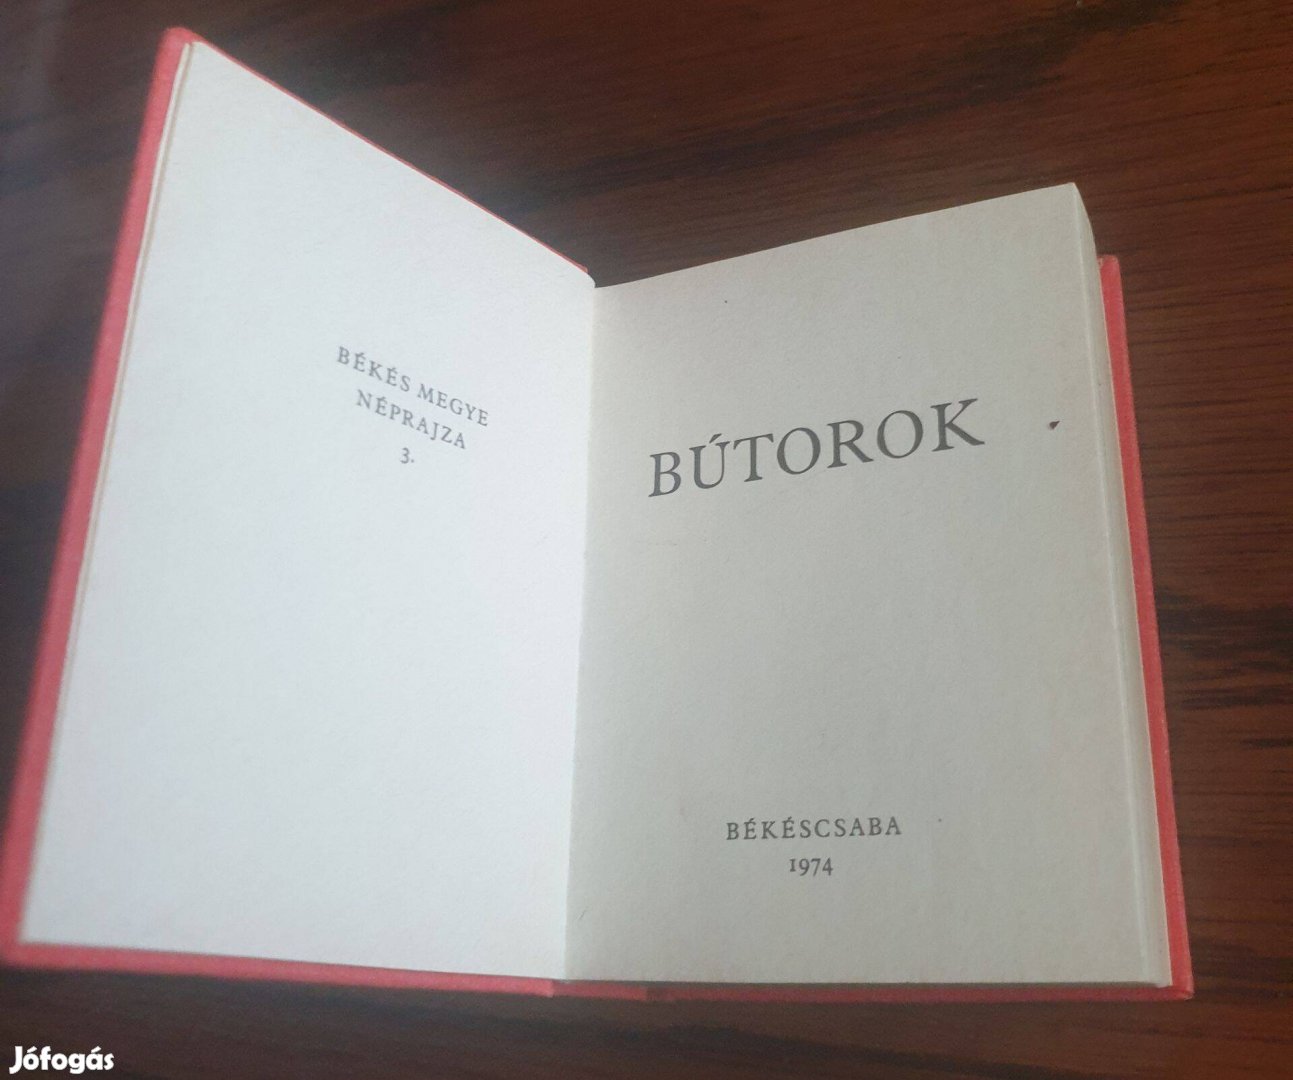 BÉKÉS MEGYE
NÉPRAJZA
3.
BÚTOROK
BÉKÉSCSABA
1974
Jófogás